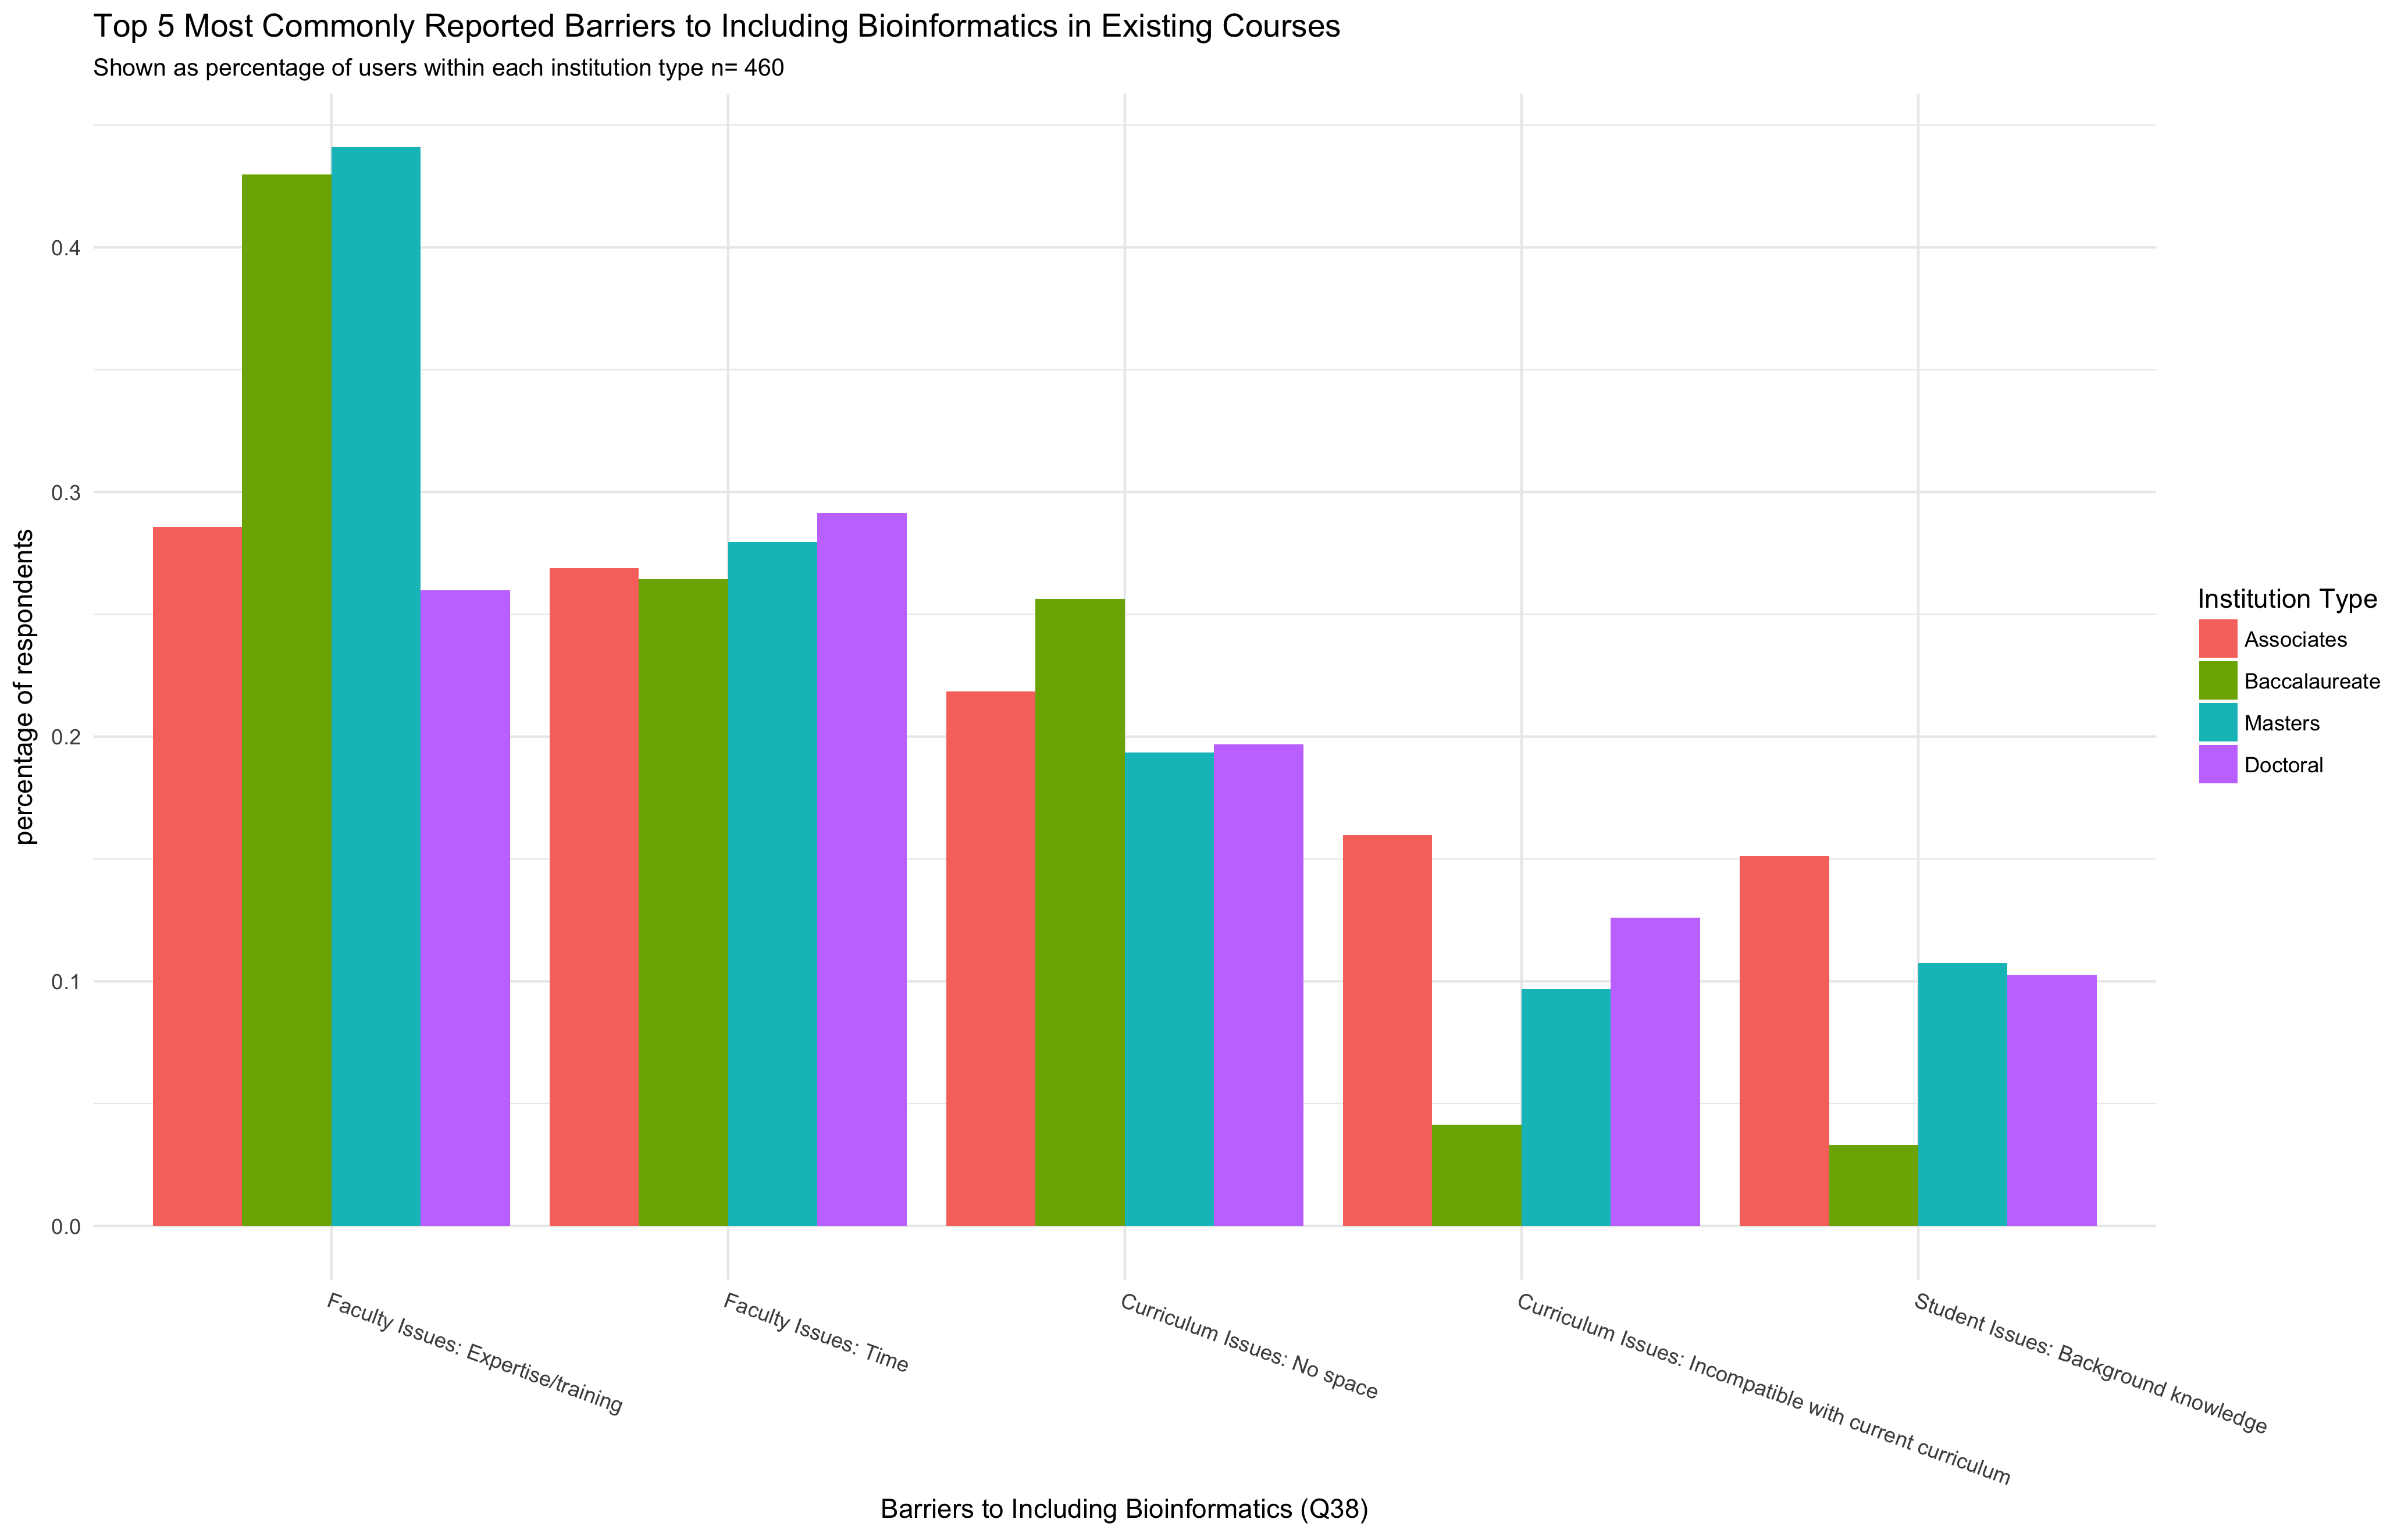 Top 5 Most Commonly Reported Barriers to Including Bioinformatics in Existing Courses
Shown as percentage of users within each institution type n= 460
percentage of respondents
0.4
0.3
0.2
0.1
0.0
Faculty Issues: Expertise/training
Faculty Issues: Time
Curriculum Issues: No space
Curriculum Issues: Incompatible with current curriculum
Student Issues: Background knowledge
Barriers to Including Bioinformatics (Q38)
Institution Type
Associates
Baccalaureate
Masters
Doctoral